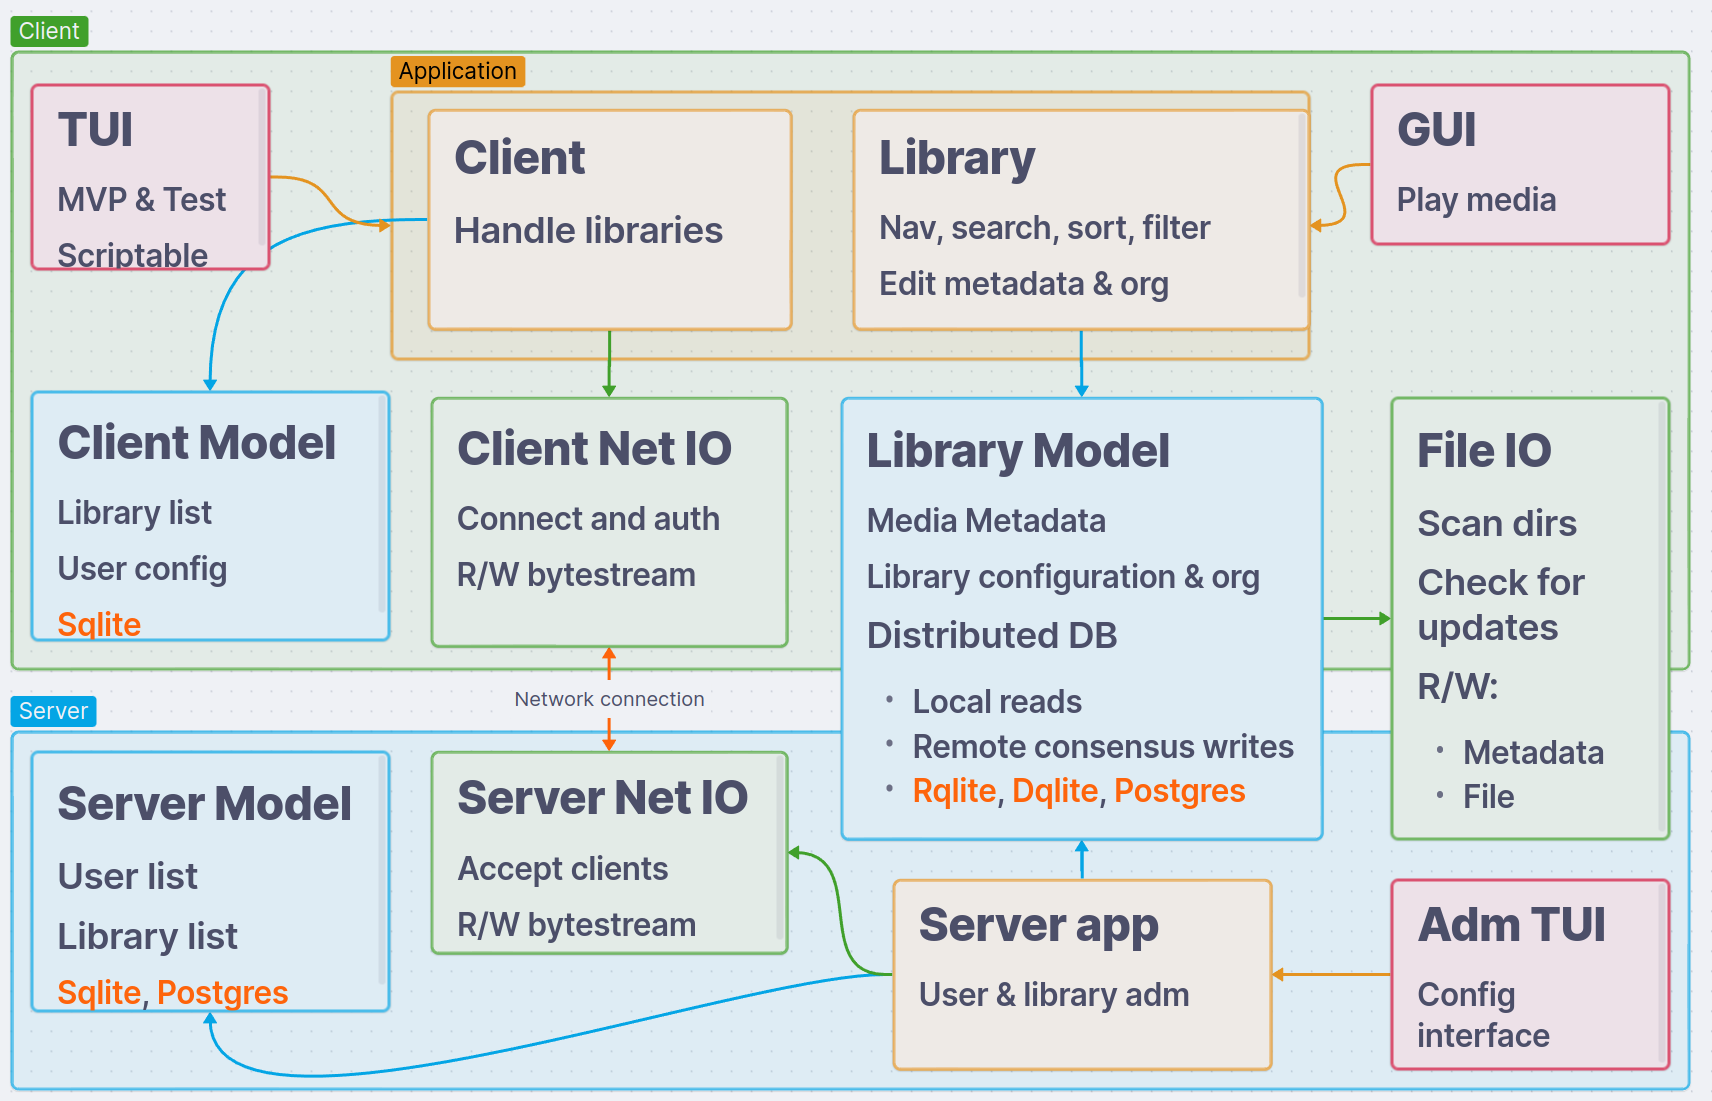 Client
Application
TUI
MVP & Test
Scriptable
Client
Handle libraries
Library
Nav, search, sort, filter
Edit metadata & org
GUI
Play media
Client Model
Library list
User config
Sqlite
Client Net IO
Connect and auth
R/W bytestream
Library Model
Media Metadata
Library configuration & org
Distributed DB
• Local reads
• Remote consensus writes
• Rqlite, Dqlite, Postgres
File IO
Scan dirs
Check for
updates
R/W:
• Metadata
• File
Network connection
Server
Server Model
User list
Library list
Sqlite, Postgres
Server Net IO
Accept clients
R/W bytestream
Server app
User & library adm
Adm TUI
Config
interface